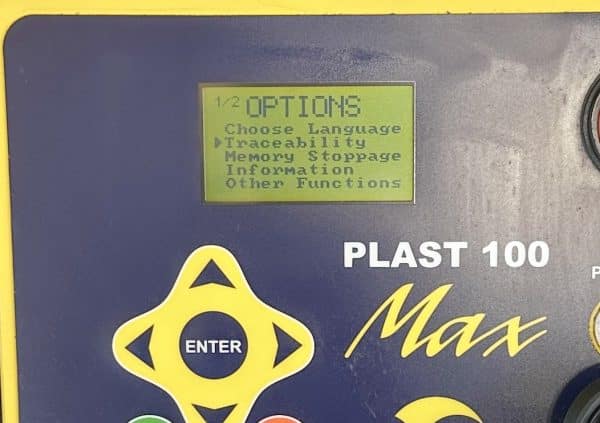 1/2 OPTIONS
Choose Language
Traceability
Memory Stoppage
Information
Other Functions
PLAST 100
Max
ENTER
P